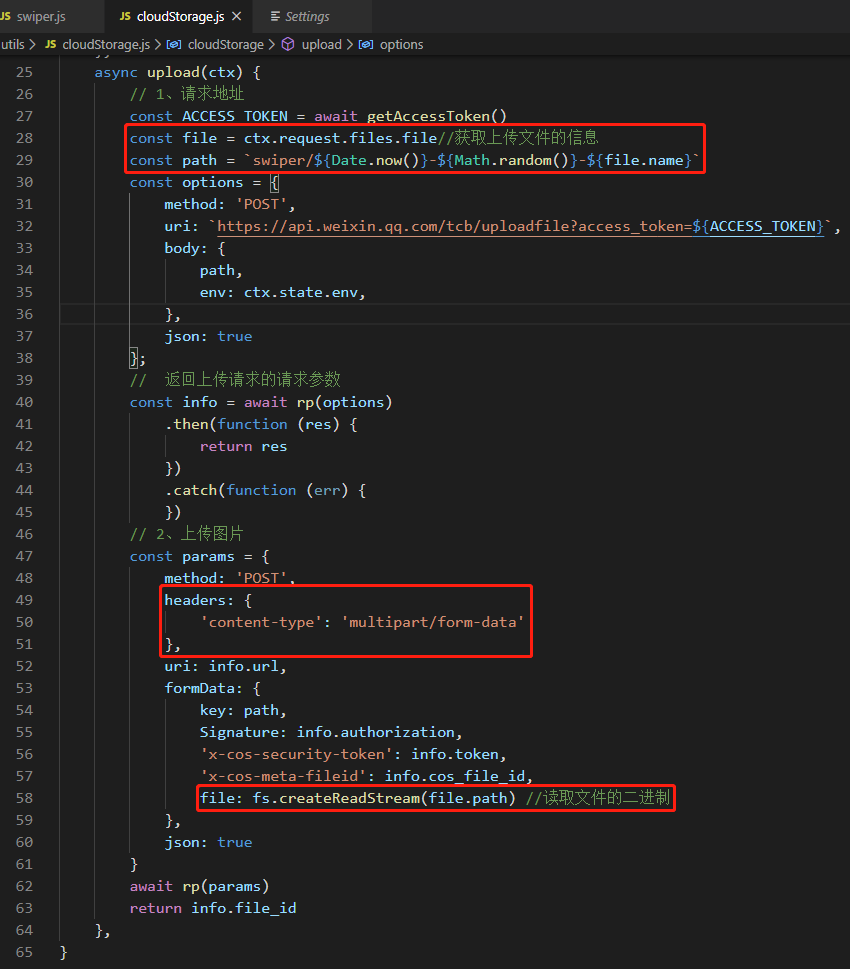 JS swiper.js JS cloudStorage.js × Settings
utils > JS cloudStorage.js > cloudStorage > upload > options
25 async upload(ctx) {
26 // 1、请求地址
27 const ACCESS_TOKEN = await getAccessToken()
28 const file = ctx.request.files.file//获取上传文件的信息
29 const path = `swiper/${Date.now()}-${Math.random()}-${file.name}`
30 const options = {
31 method: 'POST',
32 uri: `https://api.weixin.qq.com/tcb/uploadfile?access_token=${ACCESS_TOKEN}`,
33 body: {
34 path,
35 env: ctx.state.env,
36 },
37 json: true
38 };
39 //  返回上传请求的请求参数
40 const info = await rp(options)
41 .then(function (res) {
42 return res
43 })
44 .catch(function (err) {
45 })
46 // 2、上传图片
47 const params = {
48 method: 'POST',
49 headers: {
50 'content-type': 'multipart/form-data'
51 },
52 uri: info.url,
53 formData: {
54 key: path,
55 Signature: info.authorization,
56 'x-cos-security-token': info.token,
57 'x-cos-meta-fileid': info.cos_file_id,
58 file: fs.createReadStream(file.path) //读取文件的二进制
59 },
60 json: true
61 }
62 await rp(params)
63 return info.file_id
64 },
65 }